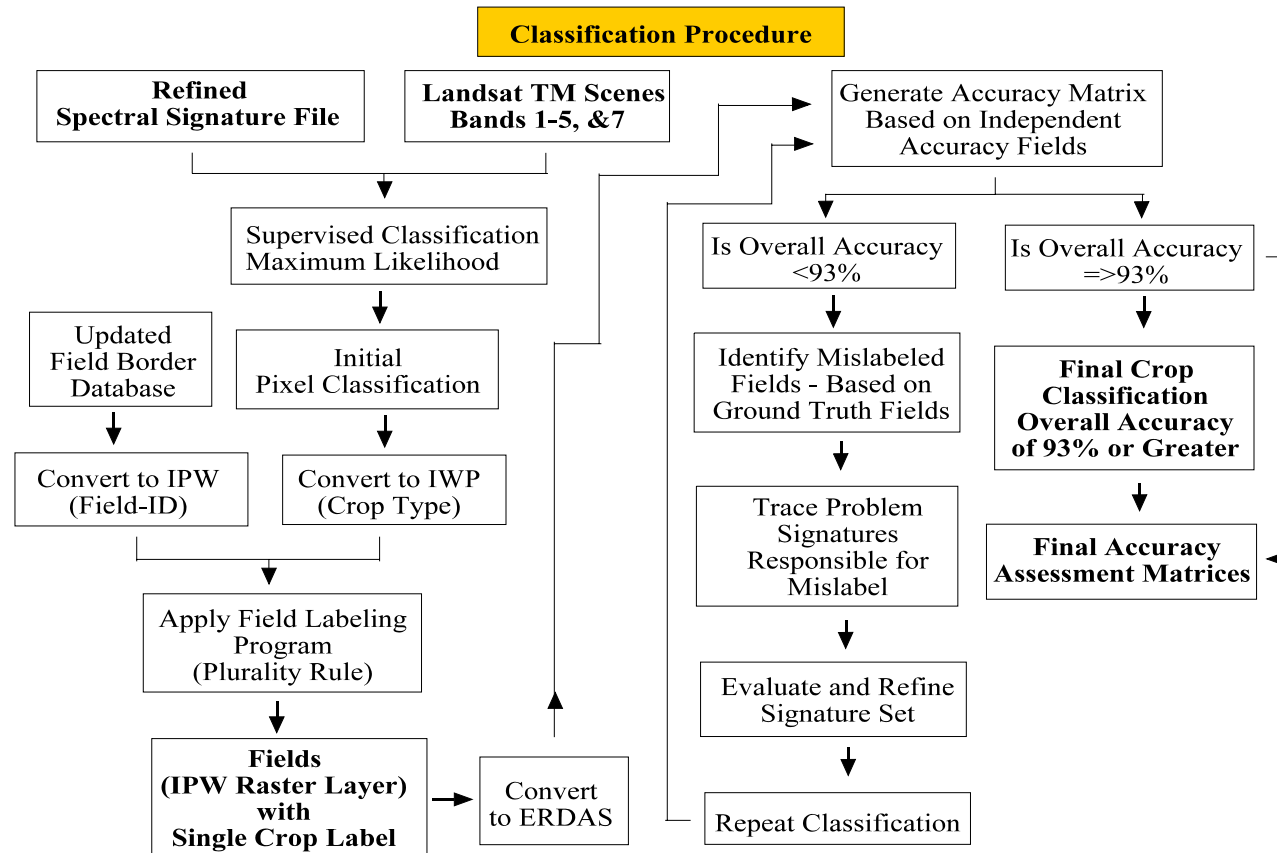 Classification Procedure
Refined
Spectral Signature File
Landsat TM Scenes
Bands 1-5, &7
Supervised Classification
Maximum Likelihood
Updated
Field Border
Database
Initial
Pixel Classification
Convert to IPW
(Field-ID)
Convert to IWP
(Crop Type)
Apply Field Labeling
Program
(Plurality Rule)
Fields
(IPW Raster Layer)
with
Single Crop Label
Convert
to ERDAS
Generate Accuracy Matrix
Based on Independent
Accuracy Fields
Is Overall Accuracy
<93%
Identify Mislabeled
Fields - Based on
Ground Truth Fields
Trace Problem
Signatures
Responsible for
Mislabel
Evaluate and Refine
Signature Set
Repeat Classification
Is Overall Accuracy
=>93%
Final Crop
Classification
Overall Accuracy
of 93% or Greater
Final Accuracy
Assessment Matrices